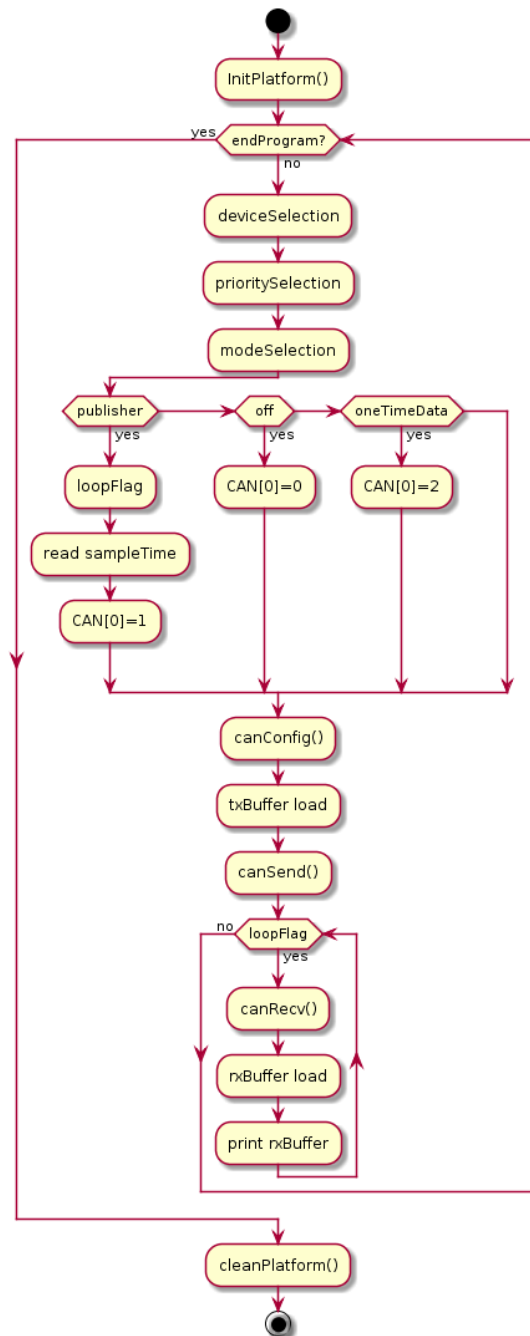 InitPlatform()
yes
endProgram?
no
deviceSelection
prioritySelection
modeSelection
publisher
off
oneTimeData
yes
yes
yes
loopFlag
CAN[0]=0
CAN[0]=2
read sampleTime
CAN[0]=1
canConfig()
txBuffer load
canSend()
no
loopFlag
yes
canRecv()
rxBuffer load
print rxBuffer
cleanPlatform()